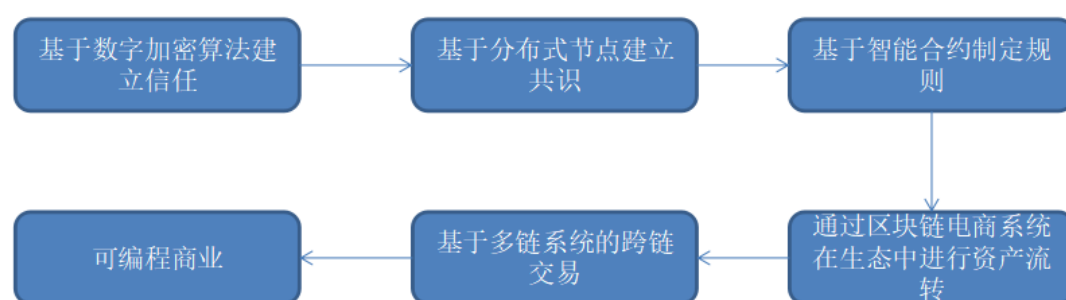 基于数字加密算法建
立信任
基于分布式节点建立
共识
基于智能合约制定规
则
通过区块链电商系统
在生态中进行资产流
转
基于多链系统的跨链
交易
可编程商业